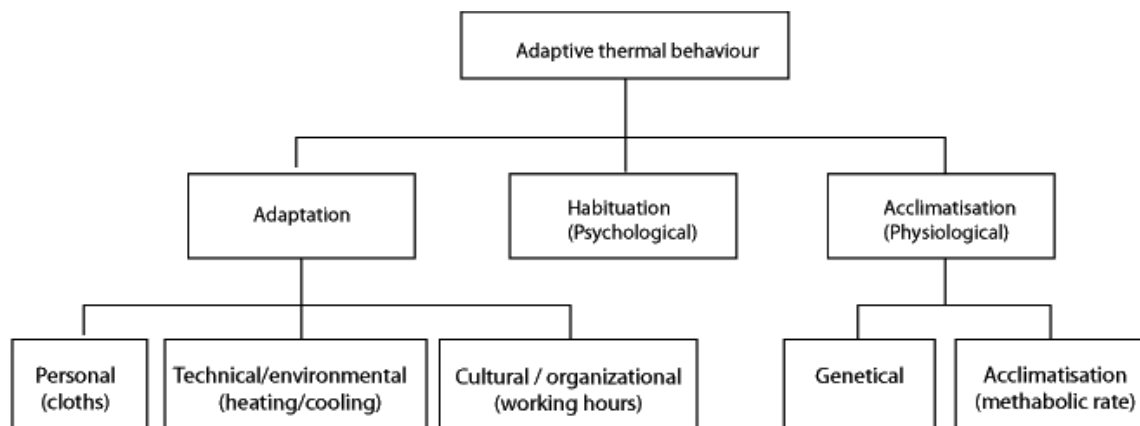 Adaptive thermal behaviour
Adaptation
Habituation
(Psychological)
Acclimatisation
(Physiological)
Personal
(cloths)
Technical/environmental
(heating/cooling)
Cultural / organizational
(working hours)
Genetical
Acclimatisation
(methabolic rate)